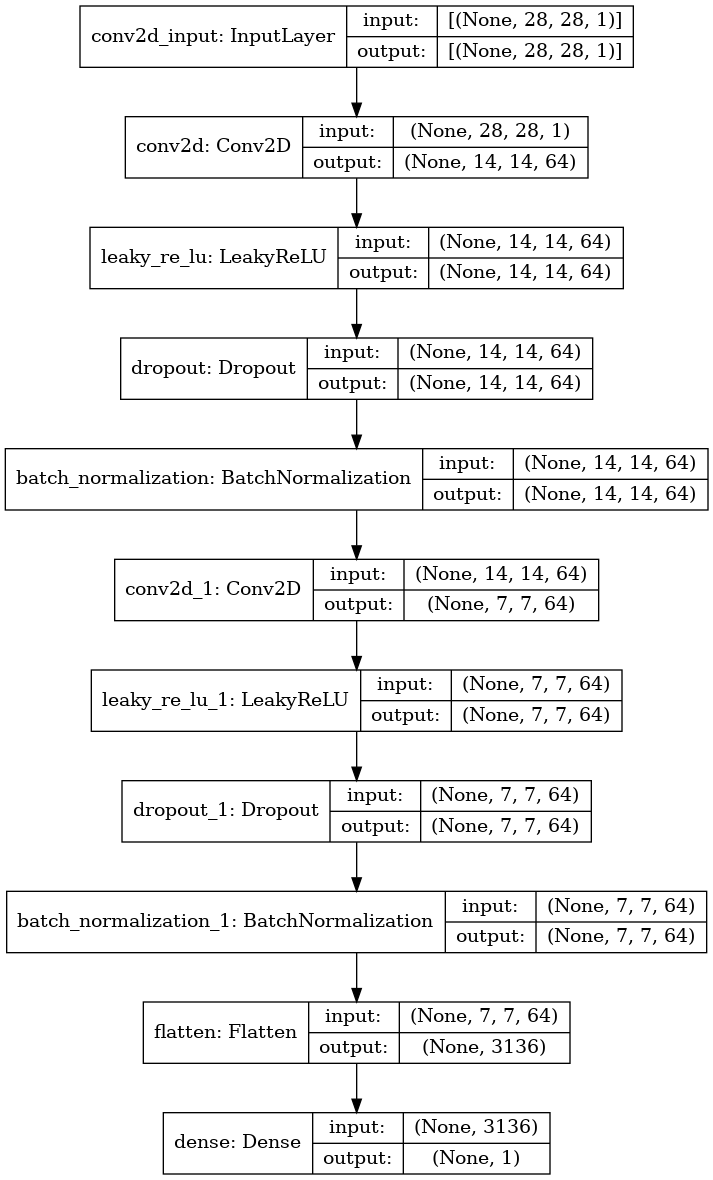 conv2d_input: InputLayer
input: [(None, 28, 28, 1)]
output: [(None, 28, 28, 1)]
conv2d: Conv2D
input: (None, 28, 28, 1)
output: (None, 14, 14, 64)
leaky_re_lu: LeakyReLU
input: (None, 14, 14, 64)
output: (None, 14, 14, 64)
dropout: Dropout
input: (None, 14, 14, 64)
output: (None, 14, 14, 64)
batch_normalization: BatchNormalization
input: (None, 14, 14, 64)
output: (None, 14, 14, 64)
conv2d_1: Conv2D
input: (None, 14, 14, 64)
output: (None, 7, 7, 64)
leaky_re_lu_1: LeakyReLU
input: (None, 7, 7, 64)
output: (None, 7, 7, 64)
dropout_1: Dropout
input: (None, 7, 7, 64)
output: (None, 7, 7, 64)
batch_normalization_1: BatchNormalization
input: (None, 7, 7, 64)
output: (None, 7, 7, 64)
flatten: Flatten
input: (None, 7, 7, 64)
output: (None, 3136)
dense: Dense
input: (None, 3136)
output: (None, 1)